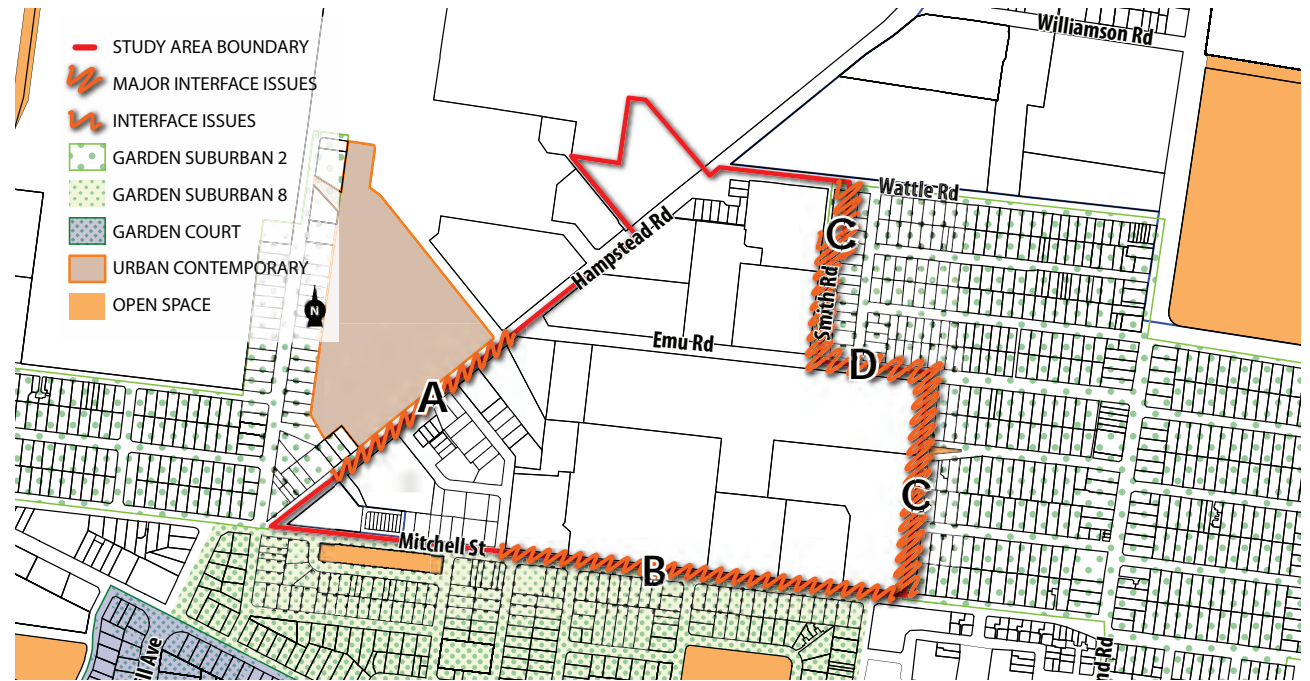 Williamson Rd
STUDY AREA BOUNDARY
MAJOR INTERFACE ISSUES
INTERFACE ISSUES
GARDEN SUBURBAN 2
GARDEN SUBURBAN 8
GARDEN COURT
URBAN CONTEMPORARY
OPEN SPACE
N
Wattle Rd
Hampstead Rd
C
Smith Rd
Emu Rd
D
A
C
Mitchell St
B